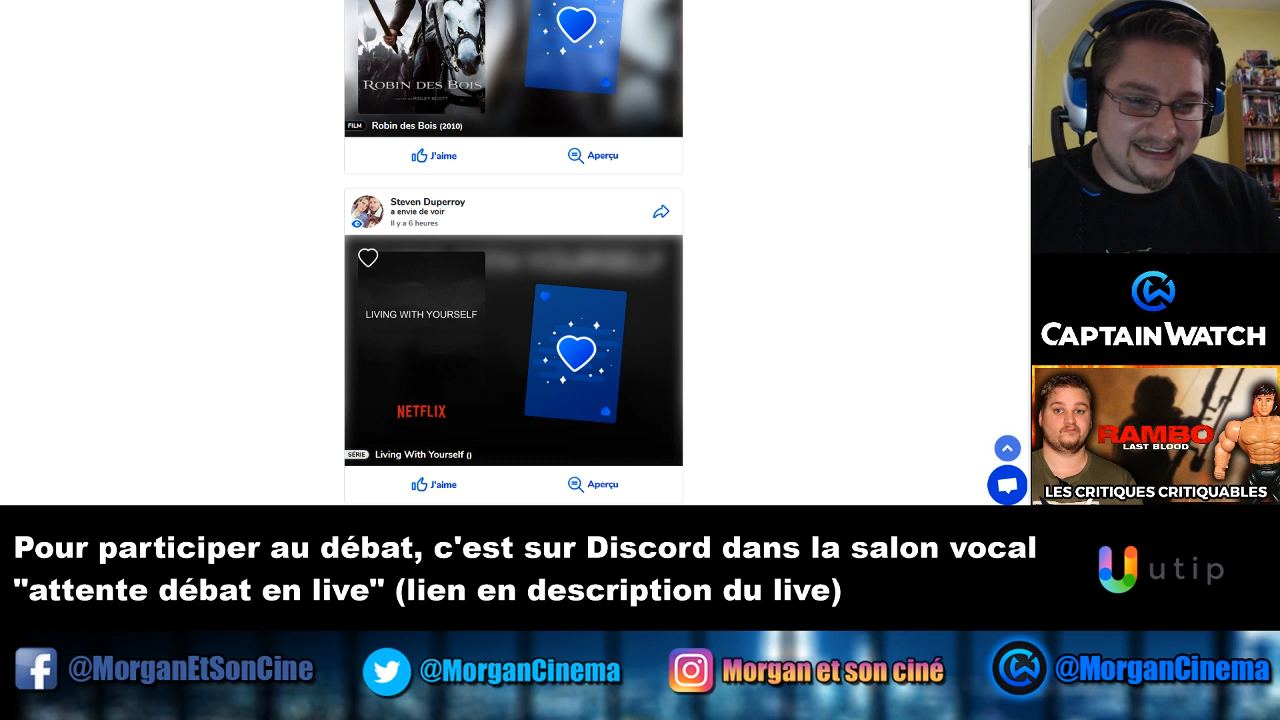 ROBIN DES BOIS
FILM
Robin des Bois (2010)
J'aime
Aperçu
Steven Duperroy
a envie de voir
Il y a 6 heures
LIVING WITH YOURSELF
NETFLIX
SÉRIE
Living With Yourself ()
J'aime
Aperçu
CAPTAINWATCH
RAMBO
LAST BLOOD
LES CRITIQUES CRITIQUABLES
Pour participer au débat, c'est sur Discord dans la salon vocal
"attente débat en live" (lien en description du live)
utip
@MorganEtSonCine
@MorganCinema
Morgan et son ciné
@MorganCinema